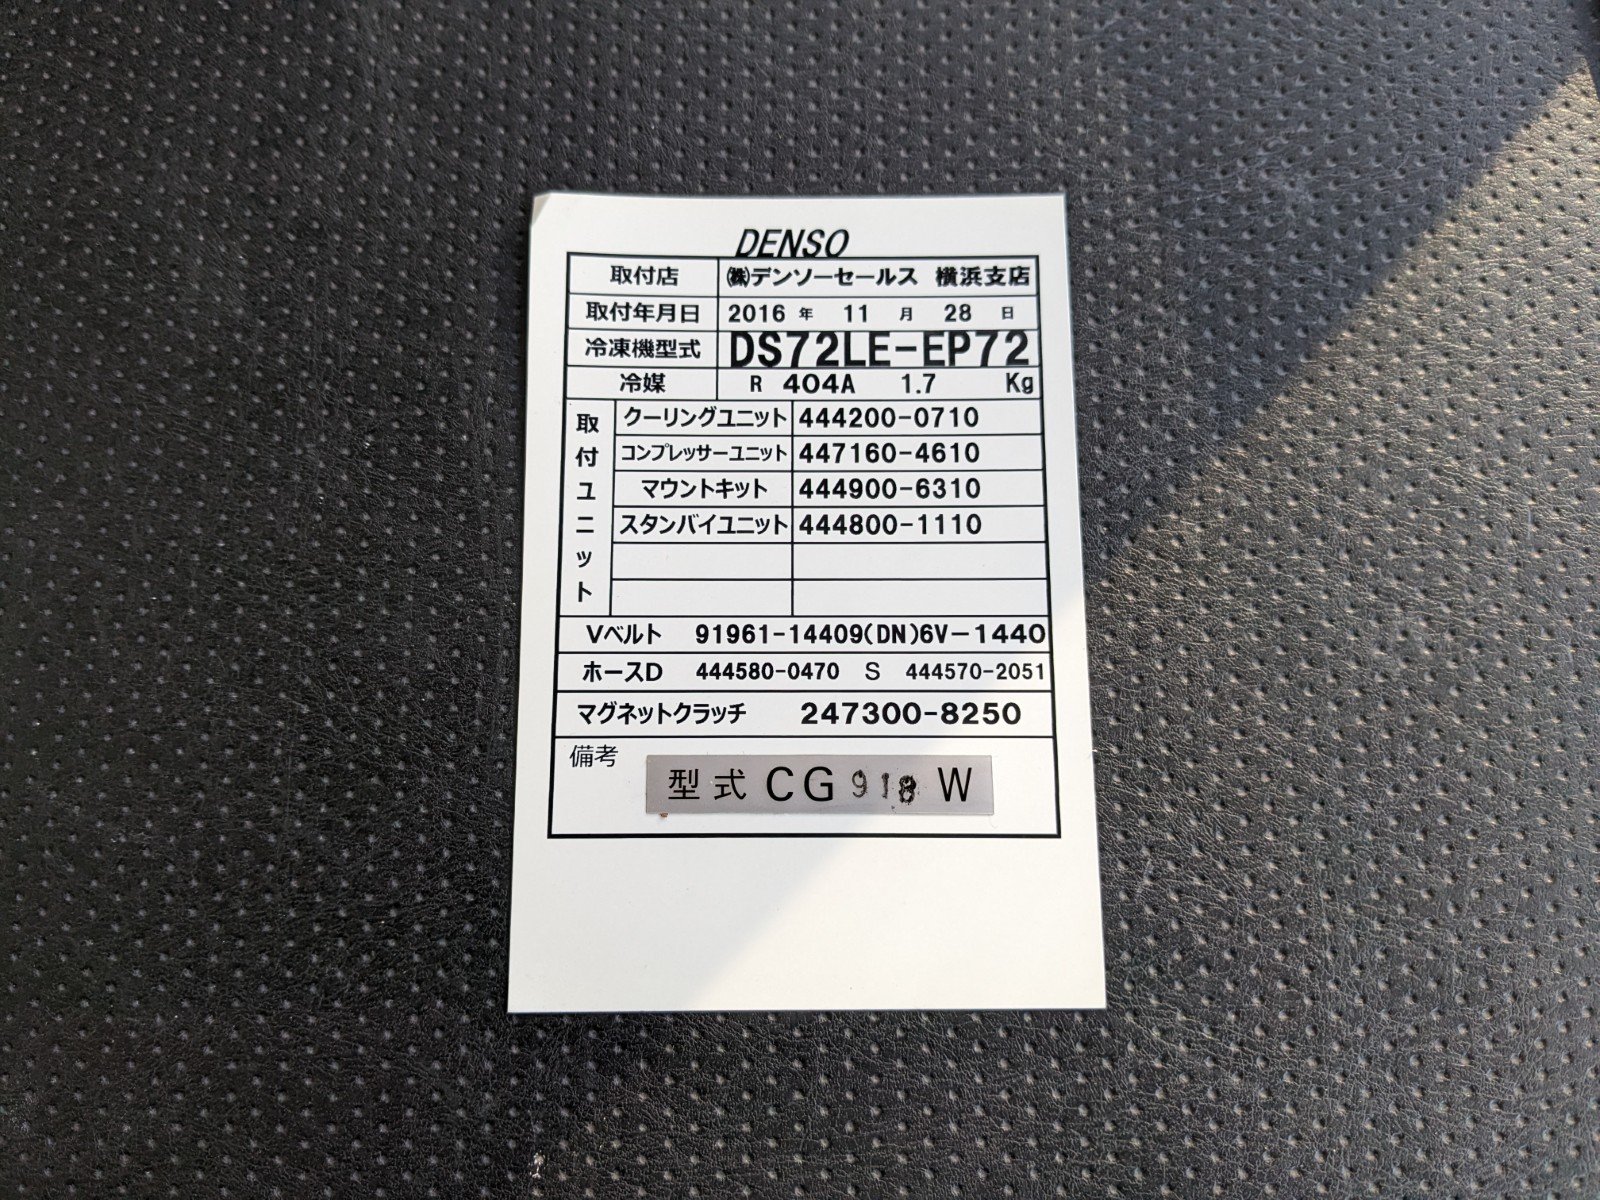 DENSO
取付店 ㈱デンソーセールス 横浜支店
取付年月日 2016 年 11 月 28 日
冷凍機型式 DS72LE-EP72
冷媒 R 404A 1.7 Kg
取付ユニット
クーリングユニット 444200-0710
コンプレッサーユニット 447160-4610
マウントキット 444900-6310
スタンバイユニット 444800-1110
Vベルト 91961-14409(DN)6V-1440
ホースD 444580-0470 S 444570-2051
マグネットクラッチ 247300-8250
備考
型式 CG918W